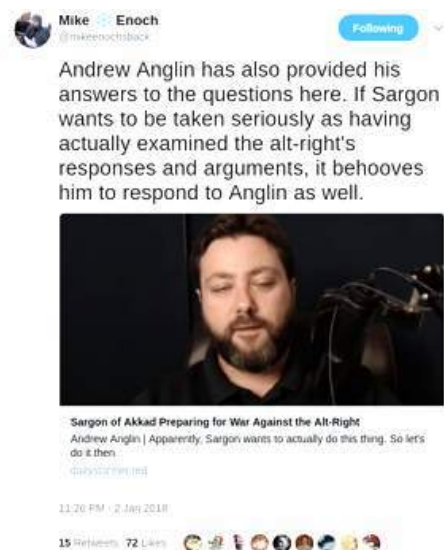 Mike Enoch
@mikeenochsback
Following
Andrew Anglin has also provided his
answers to the questions here. If Sargon
wants to be taken seriously as having
actually examined the alt-right's
responses and arguments, it behooves
him to respond to Anglin as well.
Sargon of Akkad Preparing for War Against the Alt-Right
Andrew Anglin | Apparently, Sargon wants to actually do this thing. So let's
do it then
11:20 PM - 2 Jan 2018
15 Retweets 72 Likes